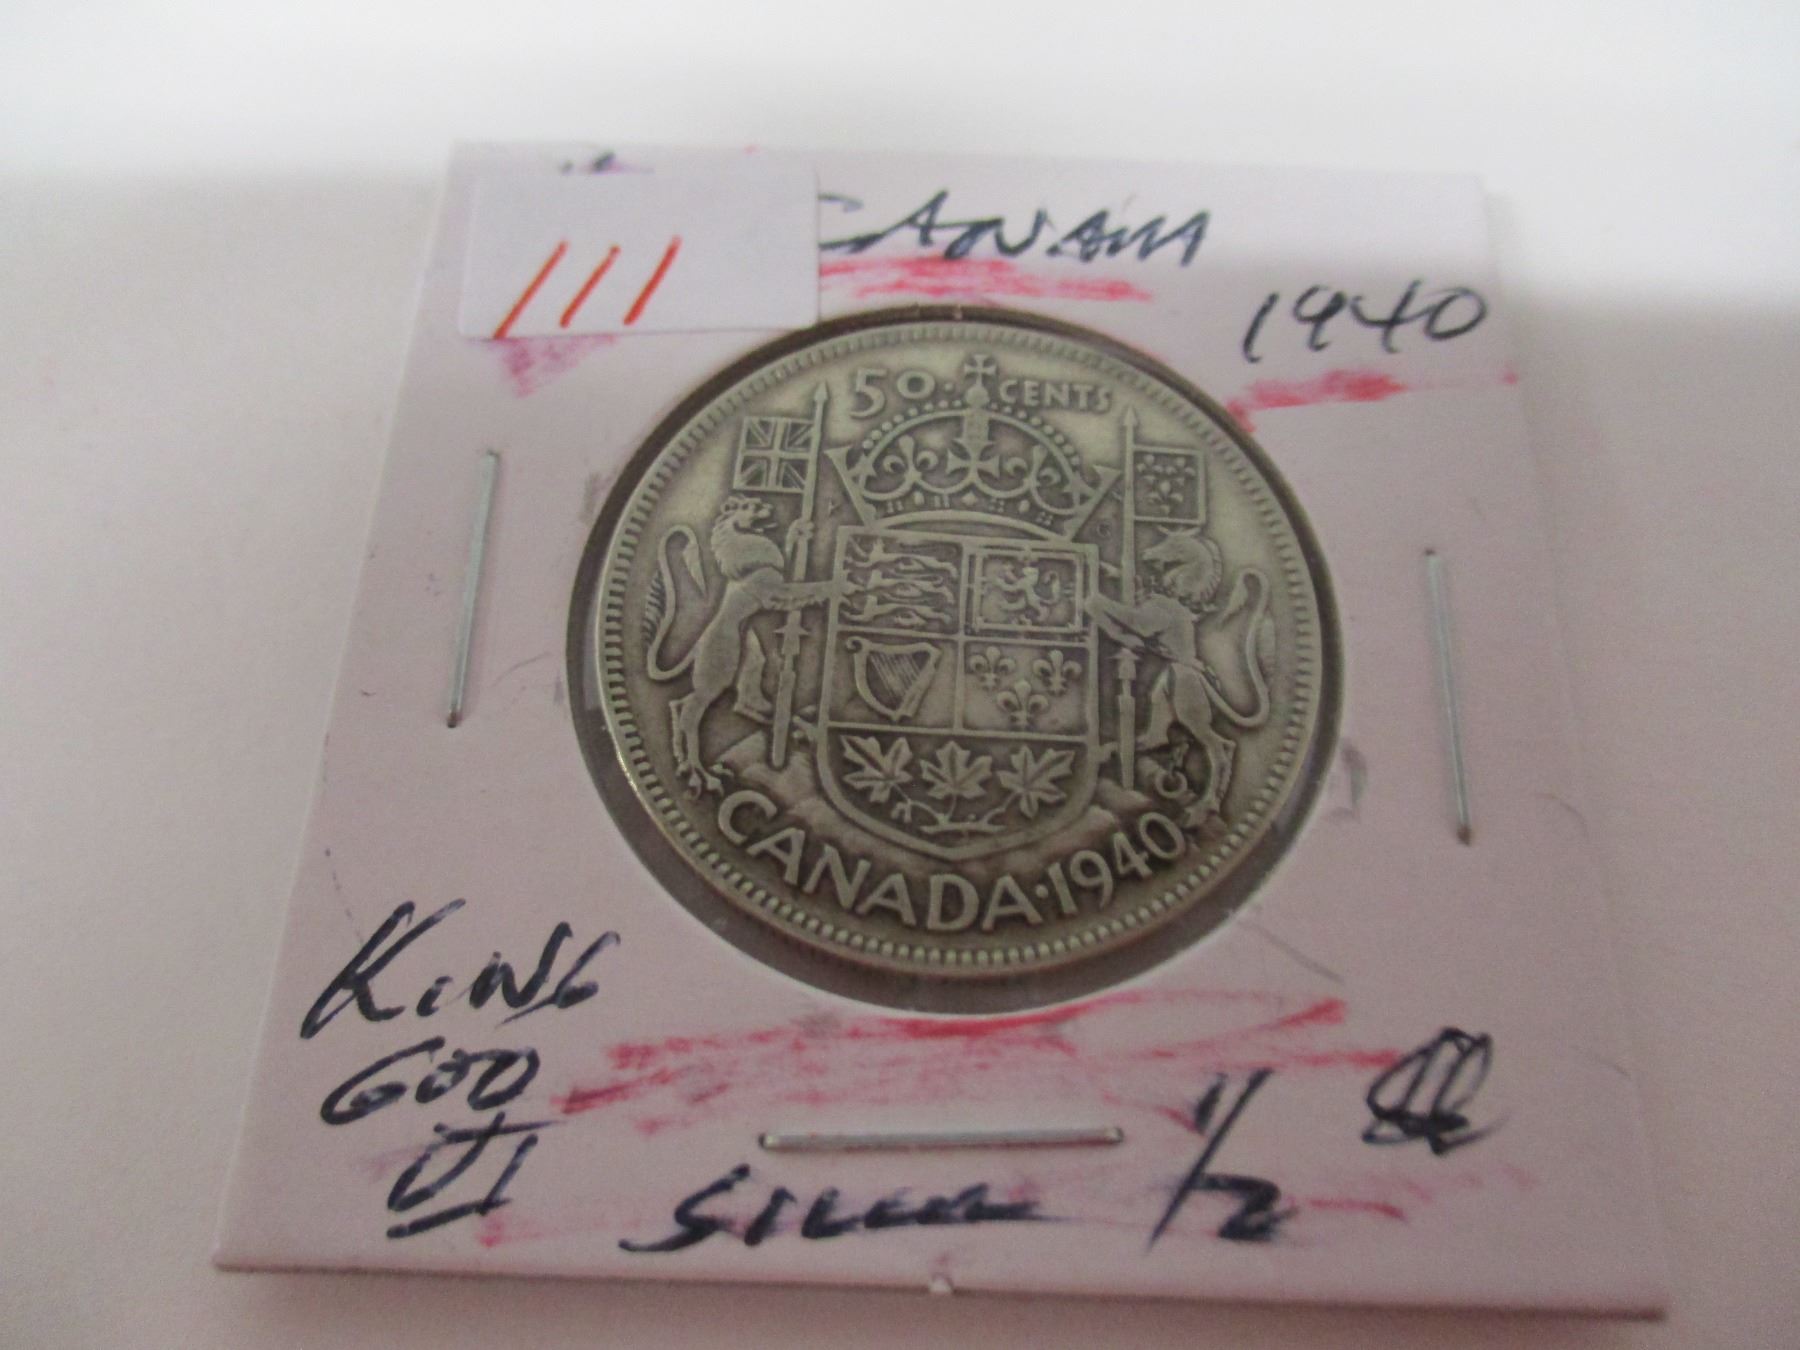 111
CANADA
1940
50 CENTS
K G
CANADA·1940
KING
GEO
VI
SILVER 1/2 $